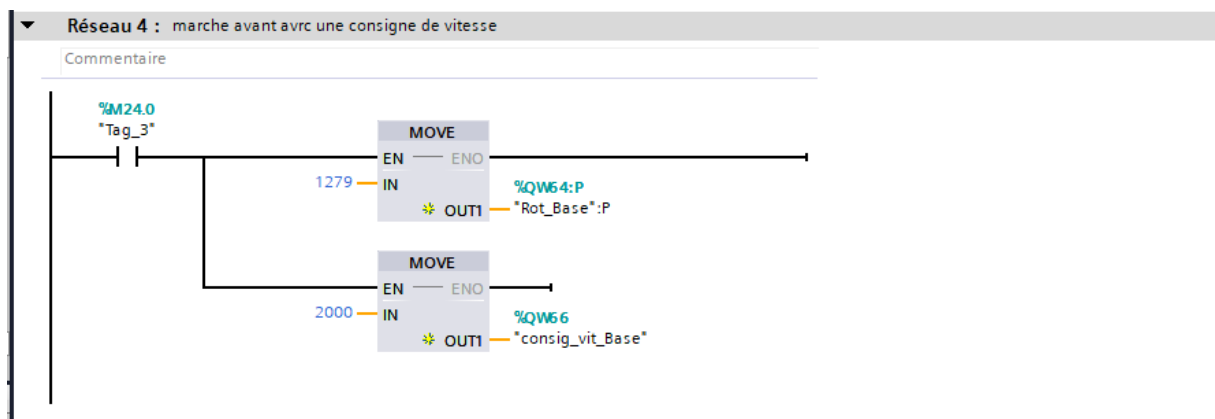 Réseau 4 : marche avant avrc une consigne de vitesse
Commentaire
%M24.0
"Tag_3"
MOVE
EN ENO
1279 IN
%QW64:P
OUT1 "Rot_Base":P
MOVE
EN ENO
2000 IN
%QW66
OUT1 "consig_vit_Base"